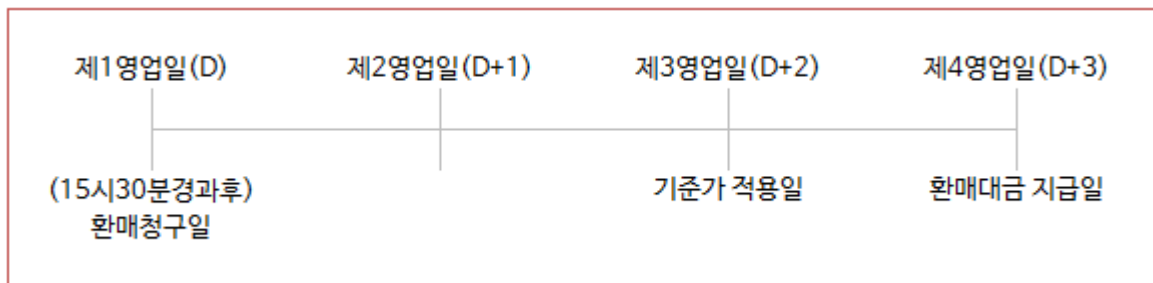 제1영업일(D) 제2영업일(D+1) 제3영업일(D+2) 제4영업일(D+3)
(15시30분경과후) 기준가 적용일 환매대금 지급일
환매청구일